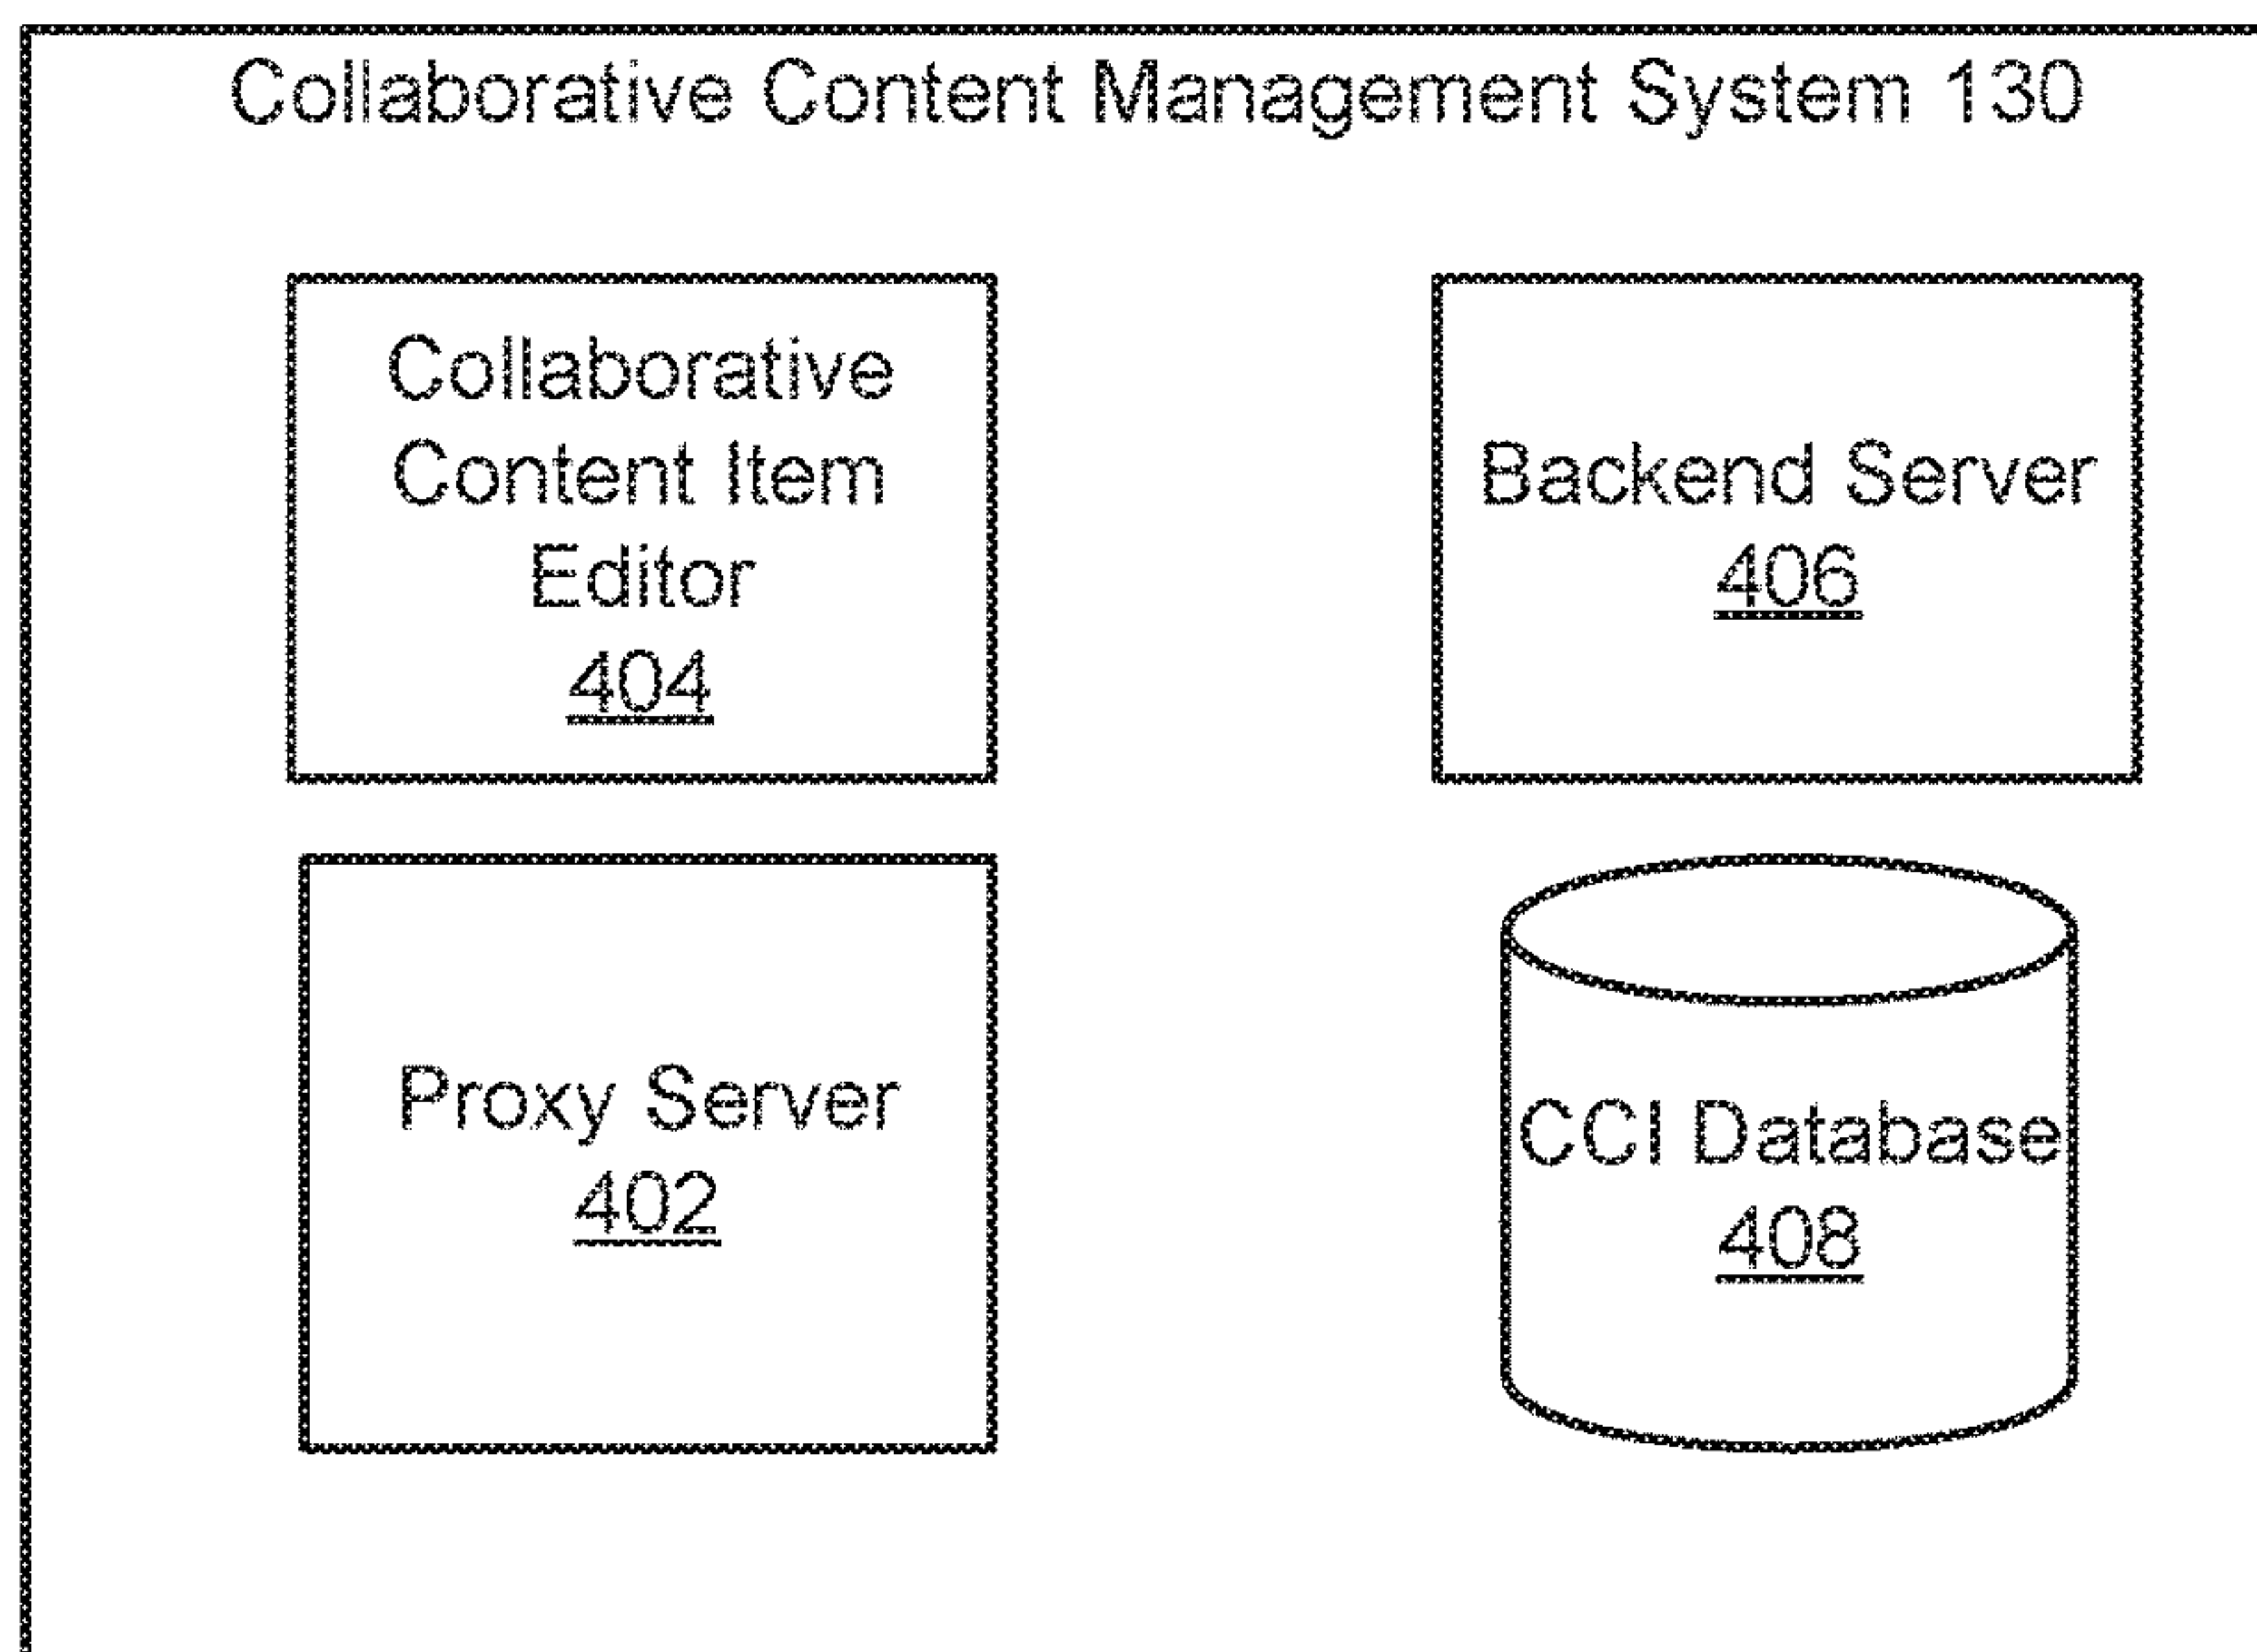 Collaborative Content Management System 130
Collaborative
Content Item
Editor
404
Backend Server
406
Proxy Server
402
CCI Database
408